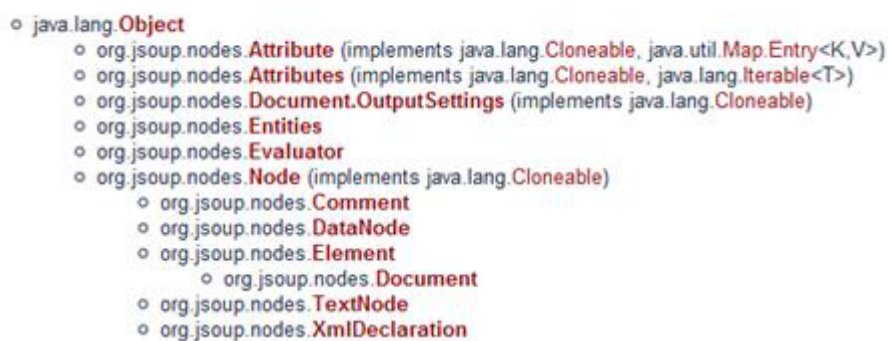 java.lang.Object
org.jsoup.nodes.Attribute (implements java.lang.Cloneable, java.util.Map.Entry<K,V>)
org.jsoup.nodes.Attributes (implements java.lang.Cloneable, java.lang.Iterable<T>)
org.jsoup.nodes.Document.OutputSettings (implements java.lang.Cloneable)
org.jsoup.nodes.Entities
org.jsoup.nodes.Evaluator
org.jsoup.nodes.Node (implements java.lang.Cloneable)
org.jsoup.nodes.Comment
org.jsoup.nodes.DataNode
org.jsoup.nodes.Element
org.jsoup.nodes.Document
org.jsoup.nodes.TextNode
org.jsoup.nodes.XmlDeclaration